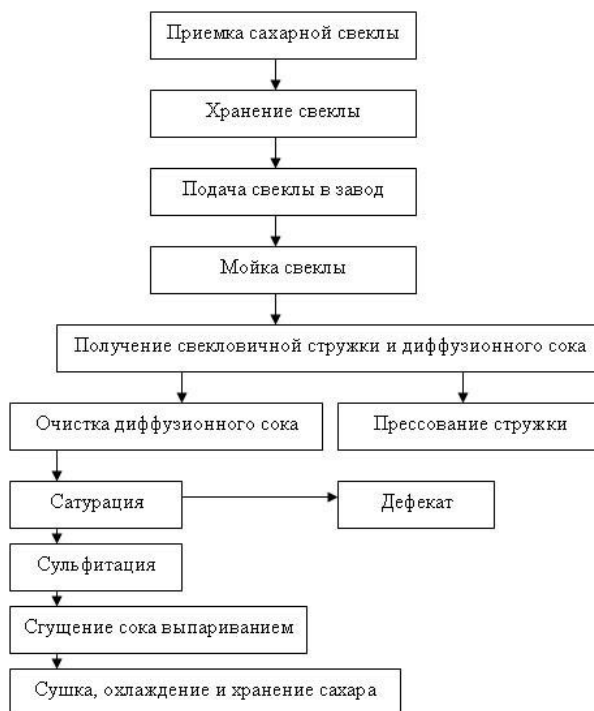 Приемка сахарной свеклы
Хранение свеклы
Подача свеклы в завод
Мойка свеклы
Получение свекловичной стружки и диффузионного сока
Очистка диффузионного сока
Прессование стружки
Сатурация
Дефекат
Сульфитация
Сгущение сока выпариванием
Сушка, охлаждение и хранение сахара